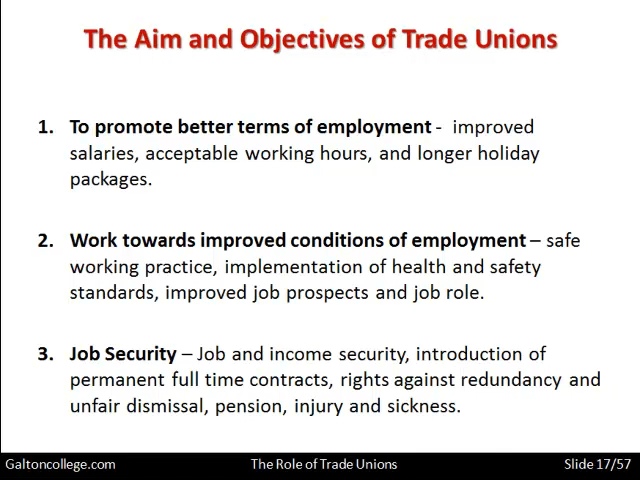 The Aim and Objectives of Trade Unions
1. To promote better terms of employment - improved
salaries, acceptable working hours, and longer holiday
packages.
2. Work towards improved conditions of employment – safe
working practice, implementation of health and safety
standards, improved job prospects and job role.
3. Job Security – Job and income security, introduction of
permanent full time contracts, rights against redundancy and
unfair dismissal, pension, injury and sickness.
Galtoncollege.com The Role of Trade Unions Slide 17/57